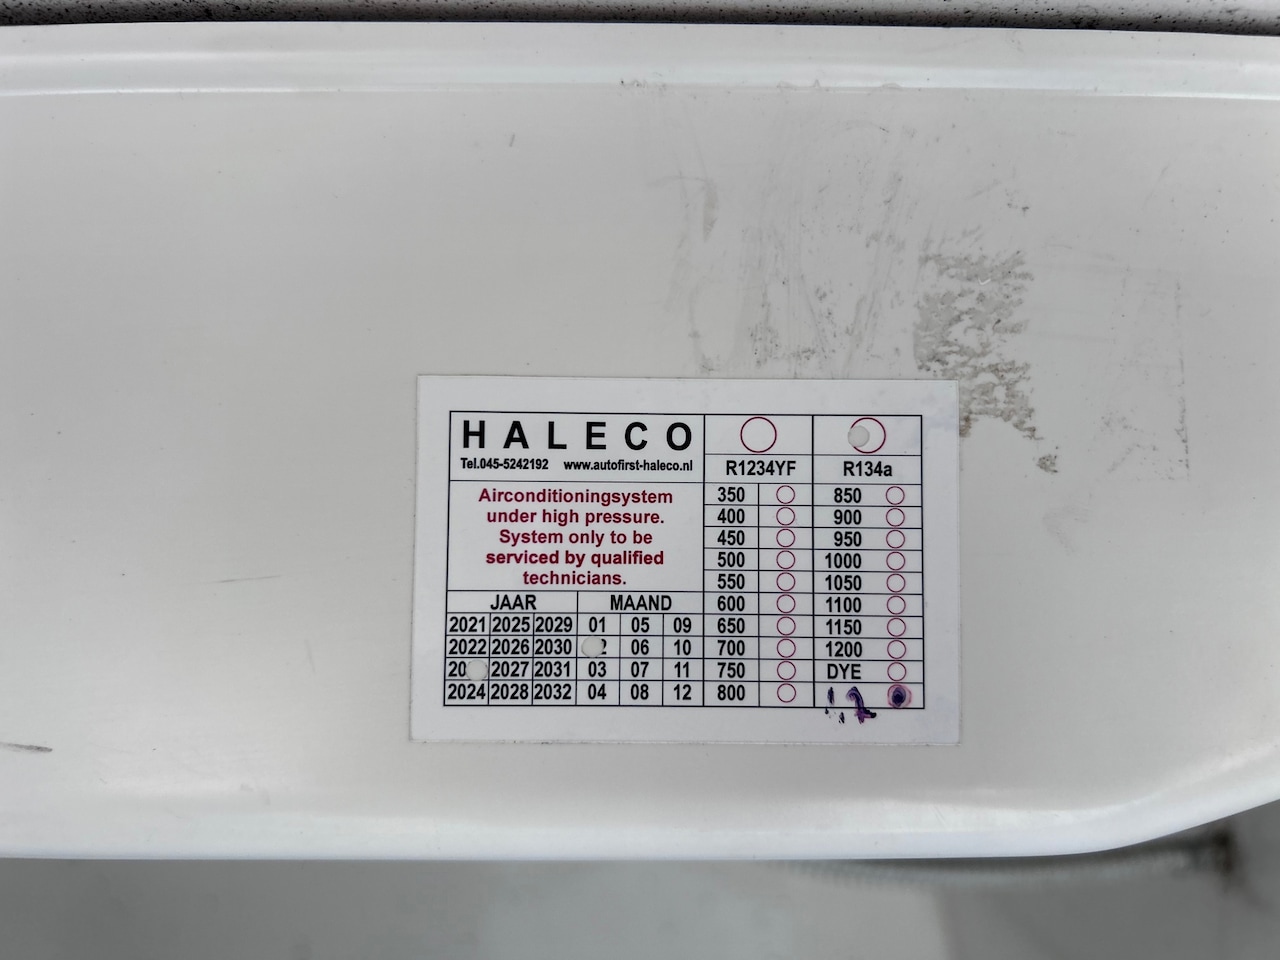 HALECO
Tel.045-5242192 www.autofirst-haleco.nl
Airconditioningsystem
under high pressure.
System only to be
serviced by qualified
technicians.
JAAR MAAND
2021 2025 2029 01 05 09
2022 2026 2030 06 10
2027 2031 03 07 11
2024 2028 2032 04 08 12
R1234YF R134a
350 850
400 900
450 950
500 1000
550 1050
600 1100
650 1150
700 1200
750 DYE
800